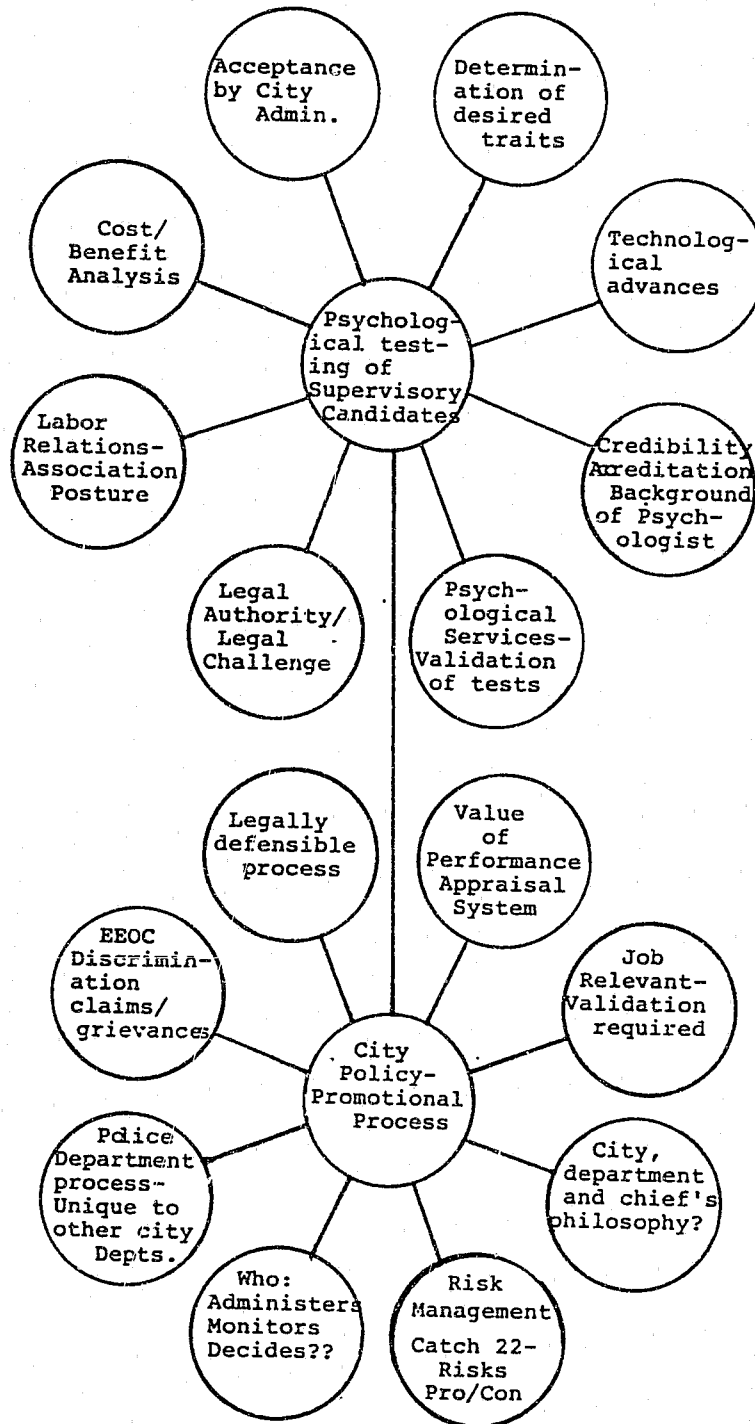 Acceptance
by City
Admin.
Determin-
ation of
desired
traits
Cost/
Benefit
Analysis
Technolog-
ical
advances
Psycholog-
ical test-
ing of
Supervisory
Candidates
Labor
Relations-
Association
Posture
Credibility
Accreditation
Background
of Psych-
ologist
Legal
Authority/
Legal
Challenge
Psych-
ological
Services-
Validation
of tests
Legally
defensible
process
Value
of
Performance
Appraisal
System
EEOC
Discrimin-
ation
claims/
grievances
Job
Relevant-
Validation
required
City
Policy-
Promotional
Process
Police
Department
process-
Unique to
other city
Depts.
City,
department
and chief's
philosophy?
Who:
Administers
Monitors
Decides??
Risk
Management
Catch 22-
Risks
Pro/Con